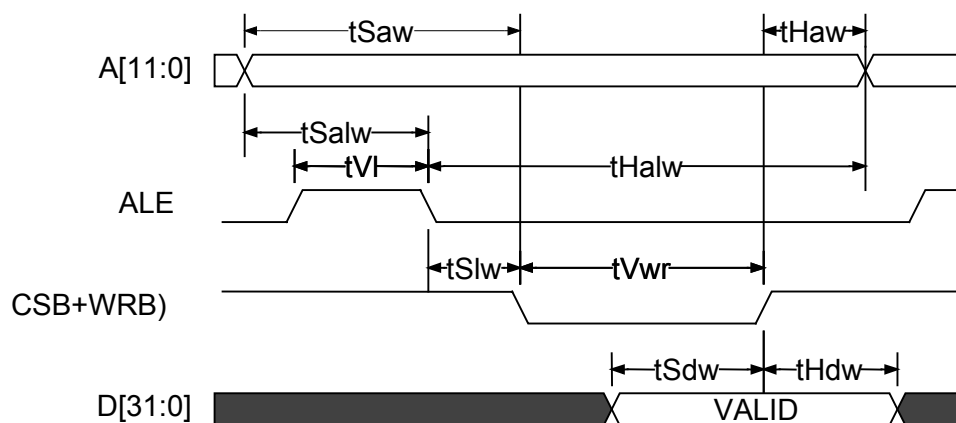 tSaw
tHaw
A[11:0]
tSalw
tVl
tHalw
ALE
tSlw
tVwr
CSB+WRB)
tSdw
tHdw
D[31:0]
VALID